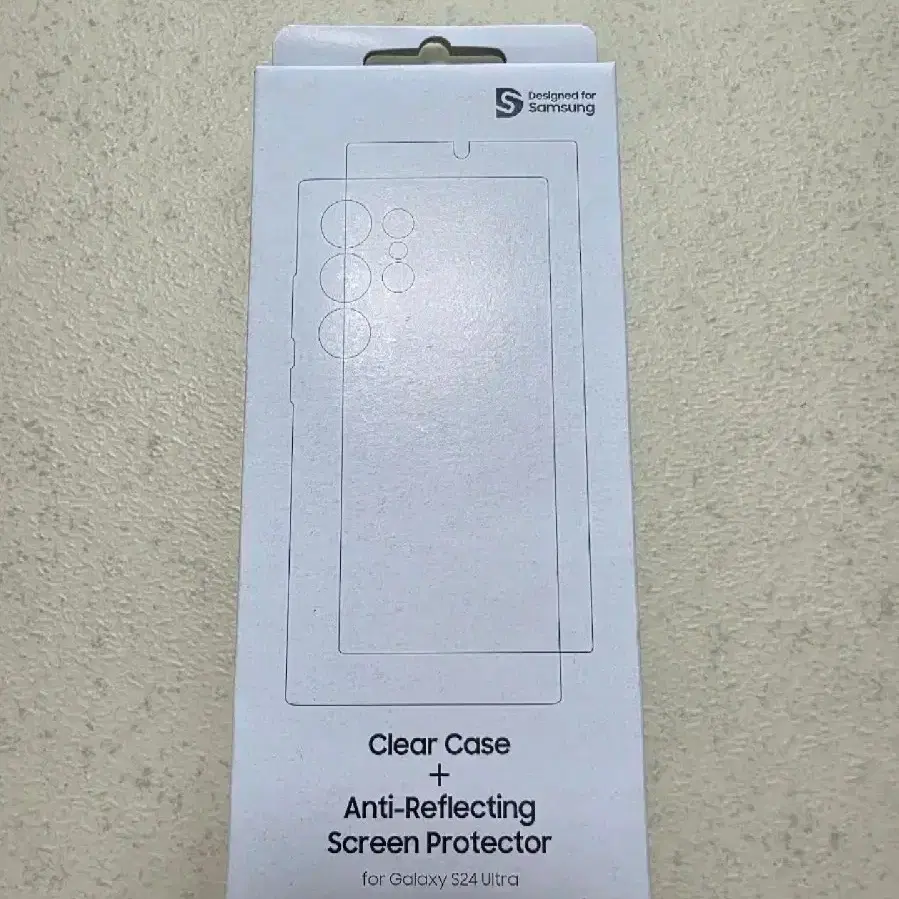 Designed for
Samsung
Clear Case
+
Anti-Reflecting
Screen Protector
for Galaxy S24 Ultra